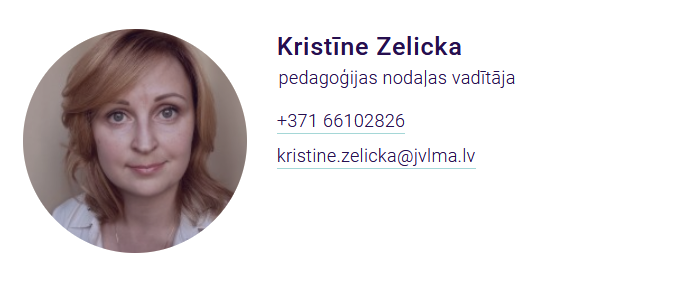 Kristīne Zelicka
pedagoģijas nodaļas vadītāja
+371 66102826
kristine.zelicka@jvlma.lv